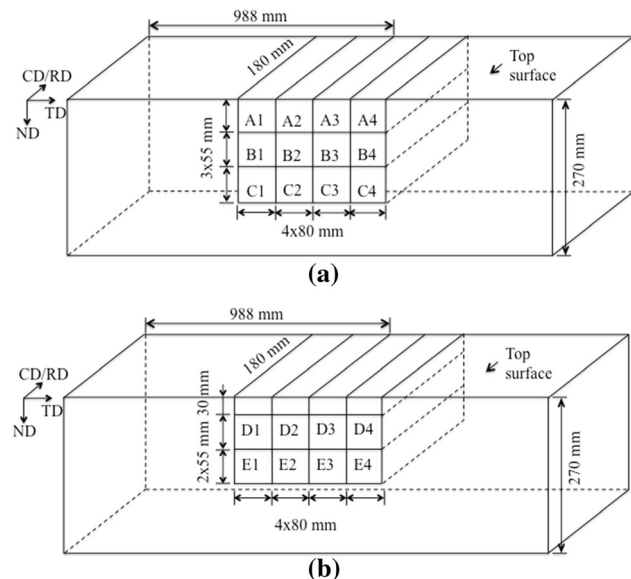 988 mm
180 mm
Top
surface
CD/RD
TD
ND
3x55 mm
A1 A2 A3 A4
B1 B2 B3 B4
C1 C2 C3 C4
270 mm
4x80 mm
(a)
988 mm
180 mm
Top
surface
CD/RD
TD
ND
30 mm
2x55 mm
D1 D2 D3 D4
E1 E2 E3 E4
270 mm
4x80 mm
(b)